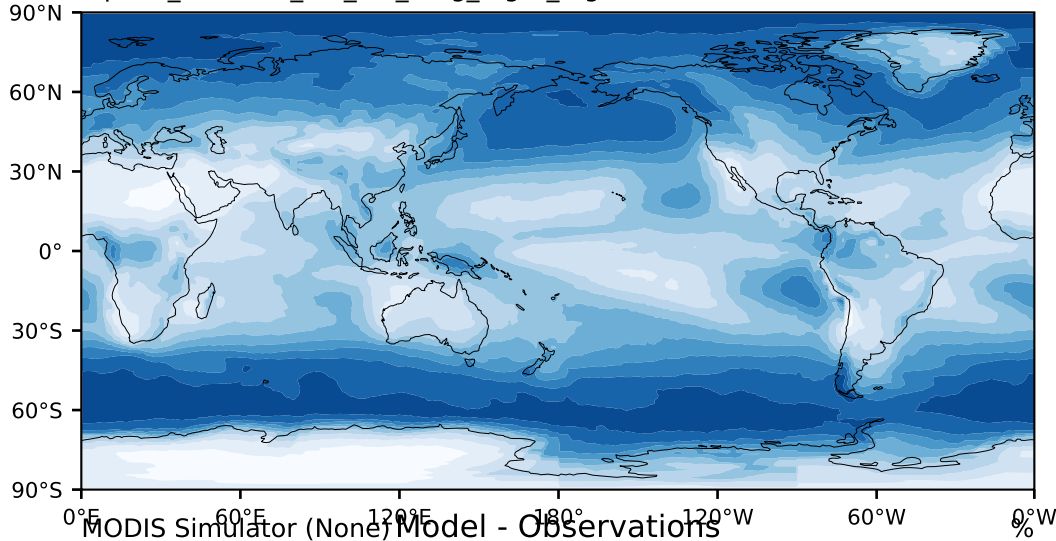 90°N
60°N
30°N
0°
30°S
60°S
90°S
0°E 60°E 120°E 180° 120°W 60°W 0°W
MODIS Simulator (None) Model - Observations %